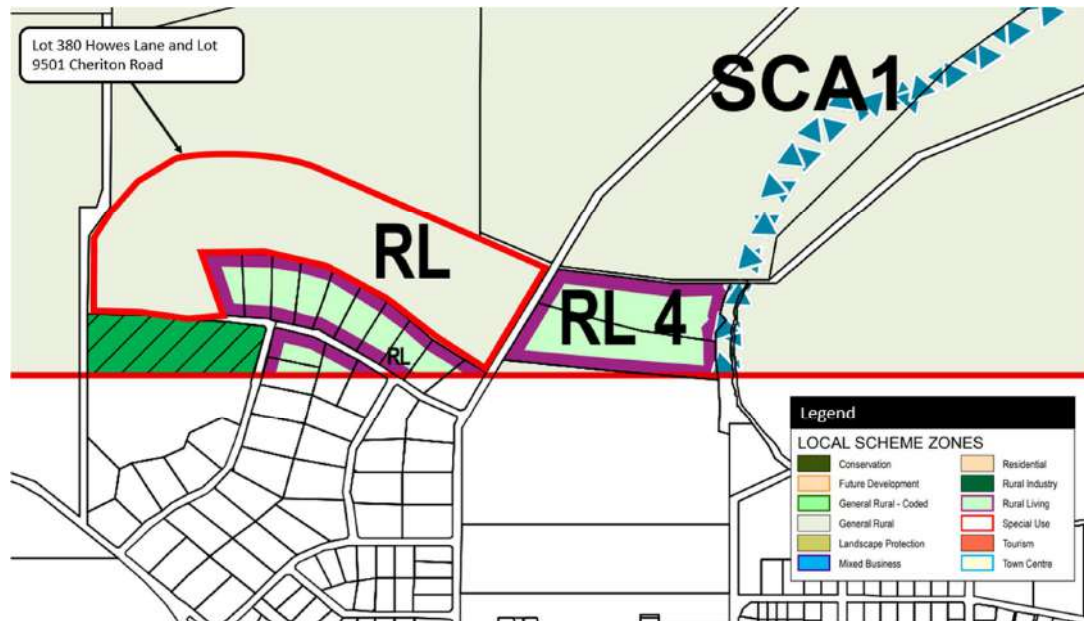 Lot 380 Howes Lane and Lot
9501 Cheriton Road
SCA1
RL
RL 4
RL
Legend
LOCAL SCHEME ZONES
Conservation
Future Development
General Rural - Coded
General Rural
Landscape Protection
Mixed Business
Residential
Rural Industry
Rural Living
Special Use
Tourism
Town Centre